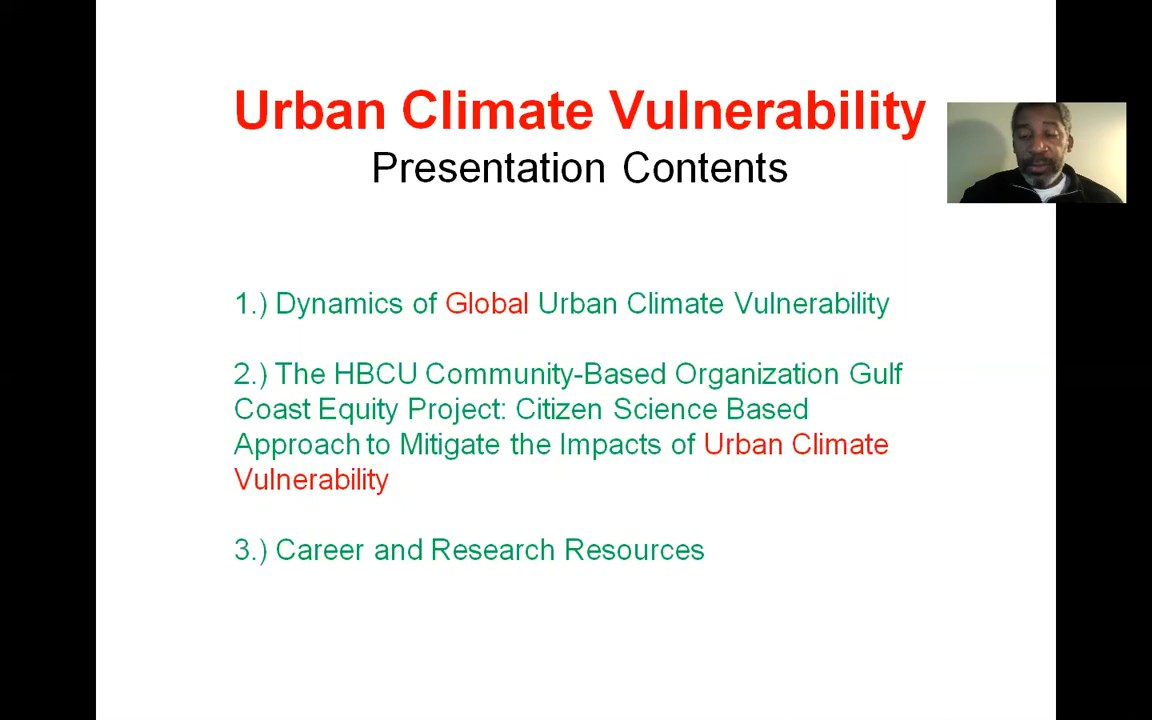 Urban Climate Vulnerability
Presentation Contents
1.) Dynamics of Global Urban Climate Vulnerability
2.) The HBCU Community-Based Organization Gulf
Coast Equity Project: Citizen Science Based
Approach to Mitigate the Impacts of Urban Climate
Vulnerability
3.) Career and Research Resources